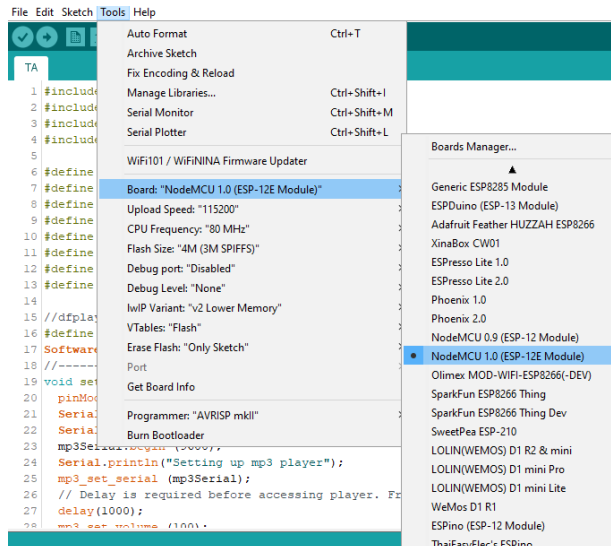 File Edit Sketch Tools Help
TA
Auto Format Ctrl+T
Archive Sketch
Fix Encoding & Reload
Manage Libraries... Ctrl+Shift+I
Serial Monitor Ctrl+Shift+M
Serial Plotter Ctrl+Shift+L
WiFi101 / WiFiNINA Firmware Updater
Board: "NodeMCU 1.0 (ESP-12E Module)"
Upload Speed: "115200"
CPU Frequency: "80 MHz"
Flash Size: "4M (3M SPIFFS)"
Debug port: "Disabled"
Debug Level: "None"
IwIP Variant: "v2 Lower Memory"
VTables: "Flash"
Erase Flash: "Only Sketch"
Port
Get Board Info
Programmer: "AVRISP mkII"
Burn Bootloader
Boards Manager...
Generic ESP8285 Module
ESPDuino (ESP-13 Module)
Adafruit Feather HUZZAH ESP8266
XinaBox CW01
ESPresso Lite 1.0
ESPresso Lite 2.0
Phoenix 1.0
Phoenix 2.0
NodeMCU 0.9 (ESP-12 Module)
NodeMCU 1.0 (ESP-12E Module)
Olimex MOD-WIFI-ESP8266(-DEV)
SparkFun ESP8266 Thing
SparkFun ESP8266 Thing Dev
SweetPea ESP-210
LOLIN(WEMOS) D1 R2 & mini
LOLIN(WEMOS) D1 mini Pro
LOLIN(WEMOS) D1 mini Lite
WeMos D1 R1
ESPino (ESP-12 Module)
ThaiEasyElec's ESPino
1 #include
2 #include
3 #include
4 #include
5
6 #define
7 #define
8 #define
9 #define
10 #define
11 #define
12 #define
13 #define
14
15 //dfplay
16 #define
17 Software
18 //-----
19 void set
20 pinMod
21 Seria
22 Seria
23 mp3Serial.begin (9600);
24 Serial.println("Setting up mp3 player");
25 mp3_set_serial (mp3Serial);
26 // Delay is required before accessing player. Fr
27 delay(1000);
28 mp3_set_volume (100);